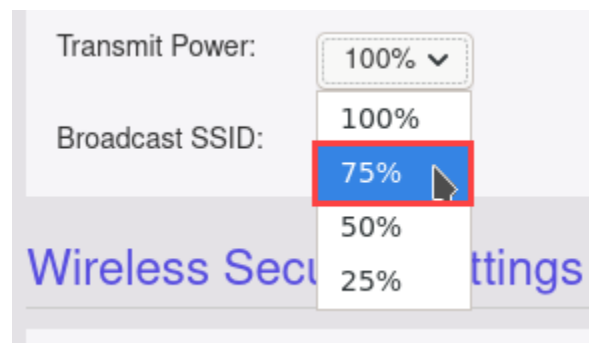 Transmit Power:
100%
100%
Broadcast SSID:
75%
50%
Wireless Secu ttings
25%